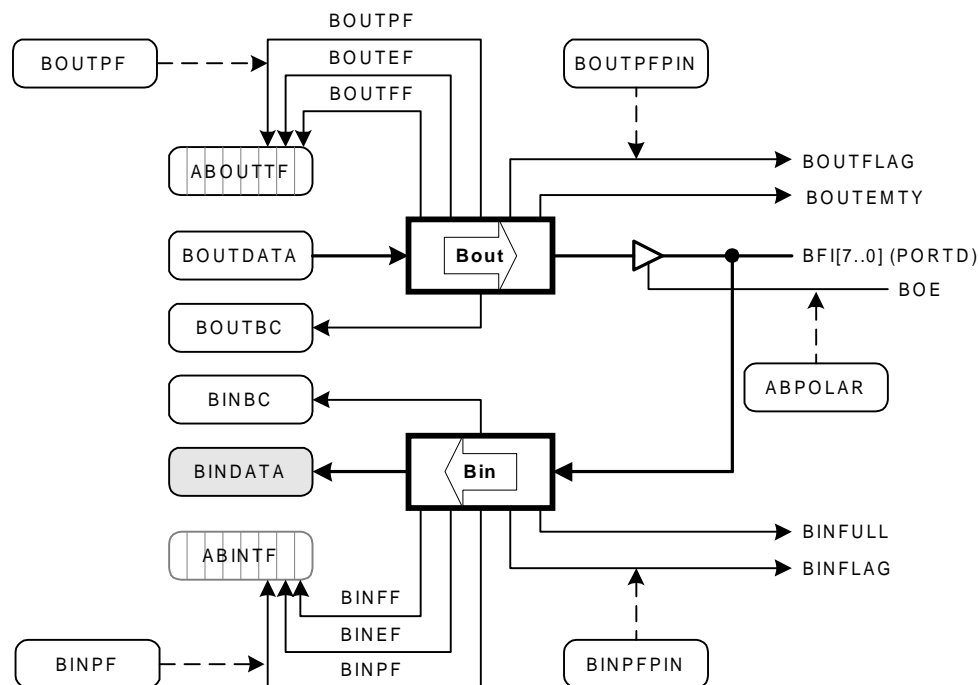 BOUTPF
BOUTPF
BOUTEF
BOUTFF
BOUTPFPIN
ABOUTTF
BOUTFLAG
BOUTEMTY
BOUTDATA
Bout
BFI[7..0] (PORTD)
BOE
BOUTBC
ABPOLAR
BINBC
BINDATA
Bin
BINFULL
ABINTF
BINFLAG
BINFF
BINEF
BINPF
BINPF
BINPFPIN